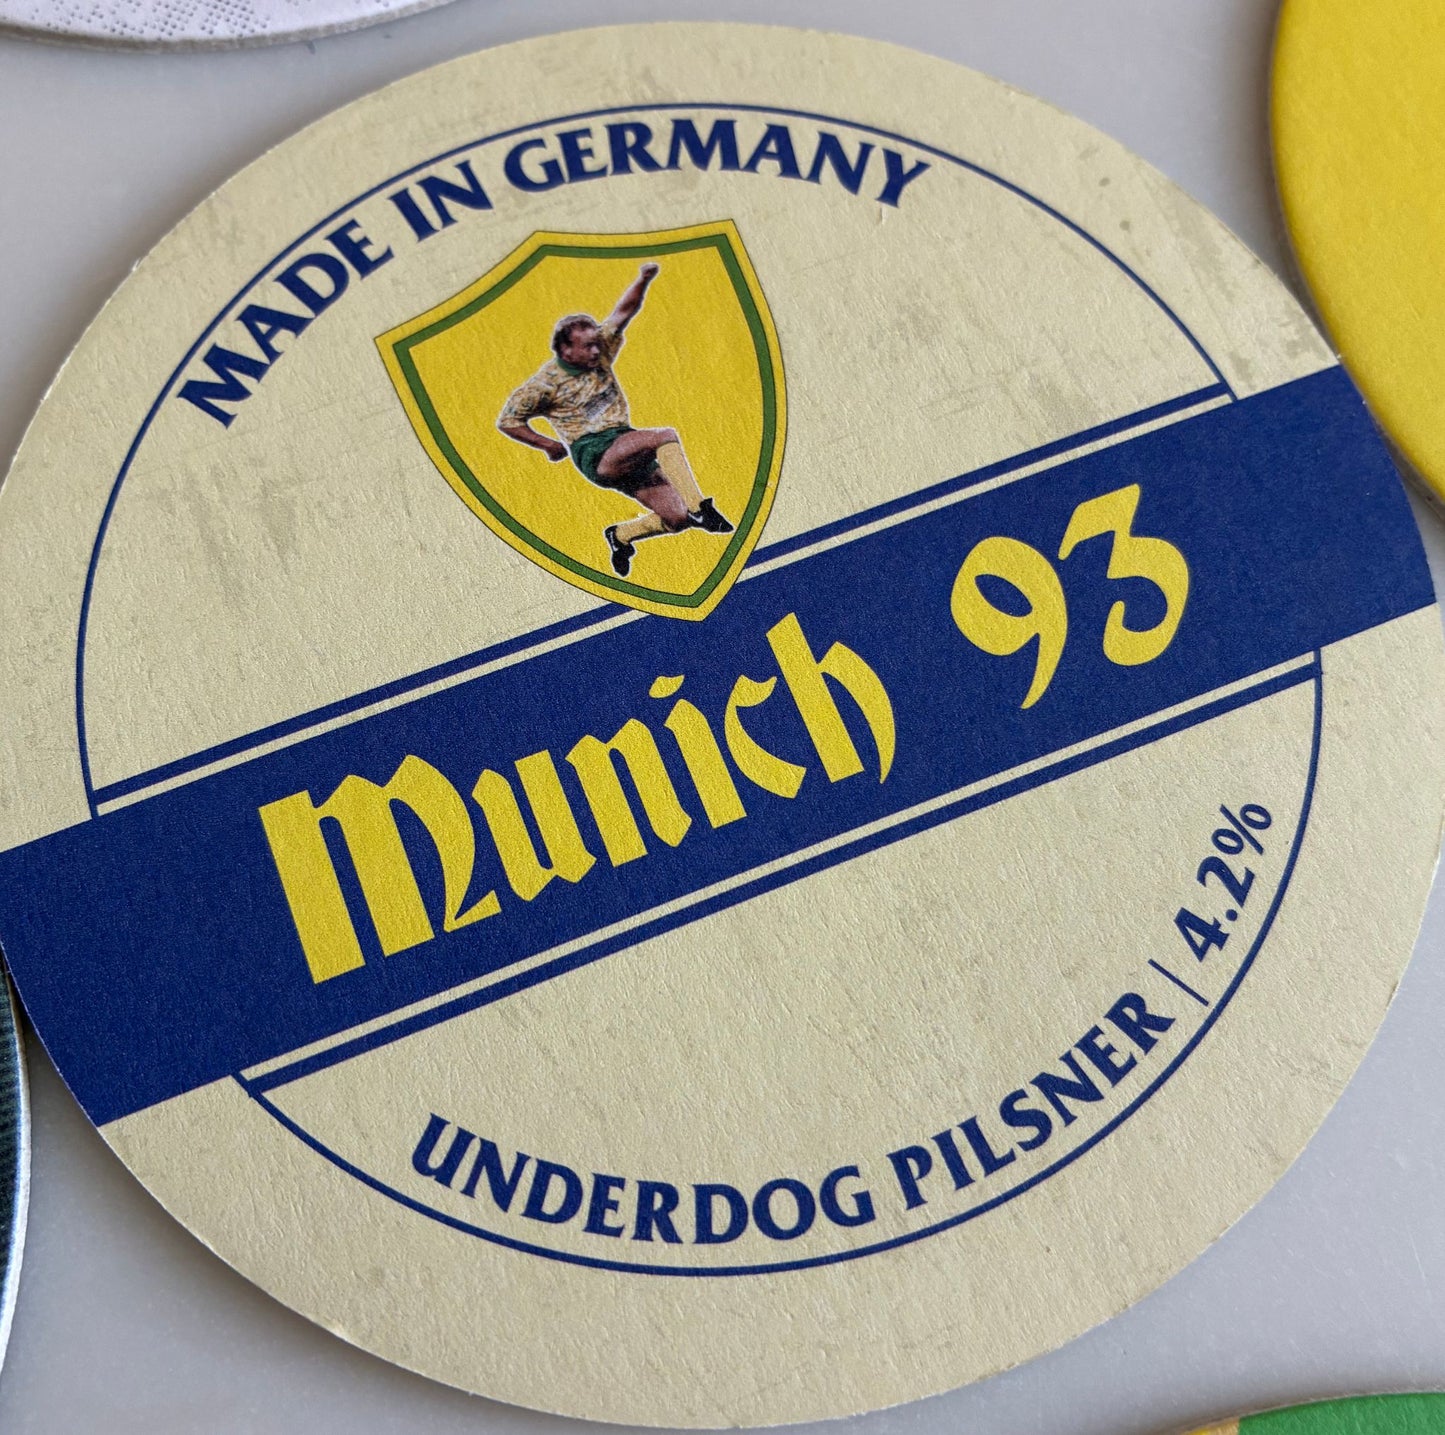 MADE IN GERMANY
Munich 93
UNDERDOG PILSNER | 4.2%